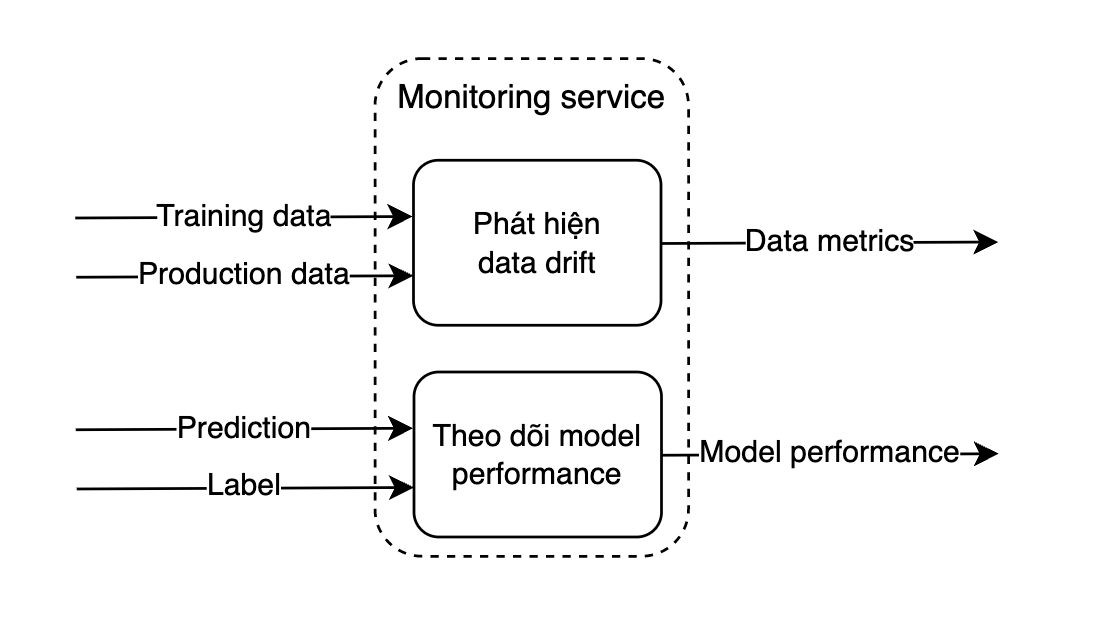 Monitoring service
Training data
Production data
Phát hiện
data drift
Data metrics
Prediction
Label
Theo dõi model
performance
Model performance